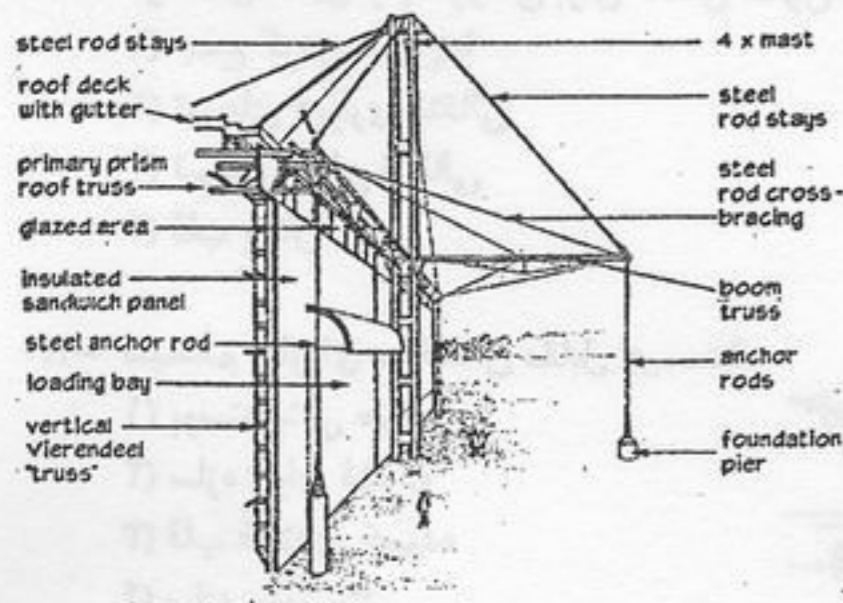 steel rod stays
roof deck
with gutter
primary prism
roof truss
glazed area
insulated
sandwich panel
steel anchor rod
loading bay
vertical
vierendeel
"truss"
4 x mast
steel
rod stays
steel
rod cross-
bracing
boom
truss
anchor
rods
foundation
pier